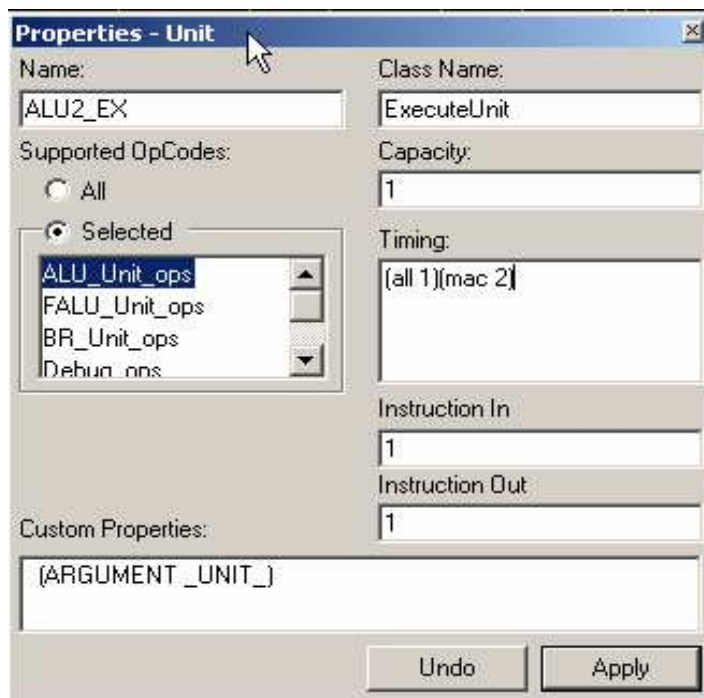 Properties - Unit
Name:
ALU2_EX
Class Name:
ExecuteUnit
Supported OpCodes:
All
Selected
ALU_Unit_ops
FALU_Unit_ops
BR_Unit_ops
Debug_ops
Capacity:
1
Timing:
(all 1)(mac 2)
Instruction In
1
Instruction Out
1
Custom Properties:
(ARGUMENT _UNIT_)
Undo
Apply